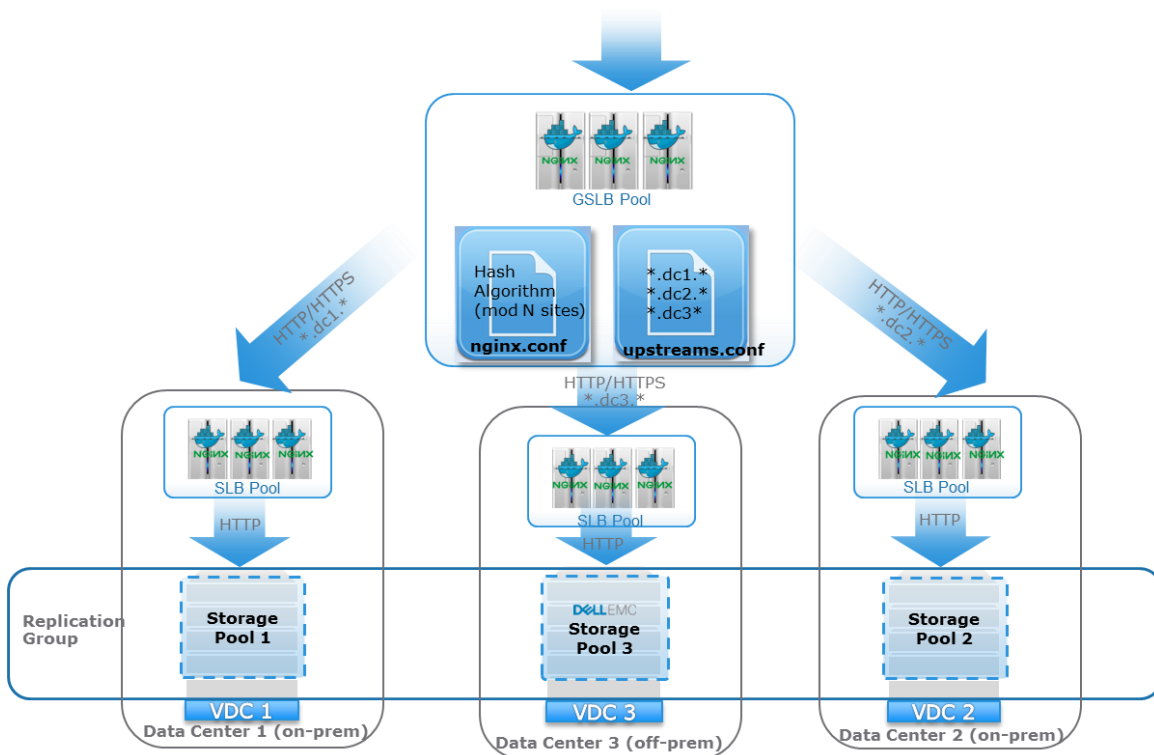 NGINX NGINX NGINX
GSLB Pool
Hash
Algorithm
(mod N sites)
nginx.conf
*.dc1.*
*.dc2.*
*.dc3*
upstreams.conf
HTTP/HTTPS
*.dc1.*
HTTP/HTTPS
*.dc3.*
HTTP/HTTPS
*.dc2.*
NGINX NGINX NGINX
SLB Pool
HTTP
NGINX NGINX NGINX
SLB Pool
HTTP
NGINX NGINX NGINX
SLB Pool
HTTP
Replication
Group
Storage
Pool 1
DELLEMC
Storage
Pool 3
Storage
Pool 2
VDC 1
VDC 3
VDC 2
Data Center 1 (on-prem)
Data Center 3 (off-prem)
Data Center 2 (on-prem)